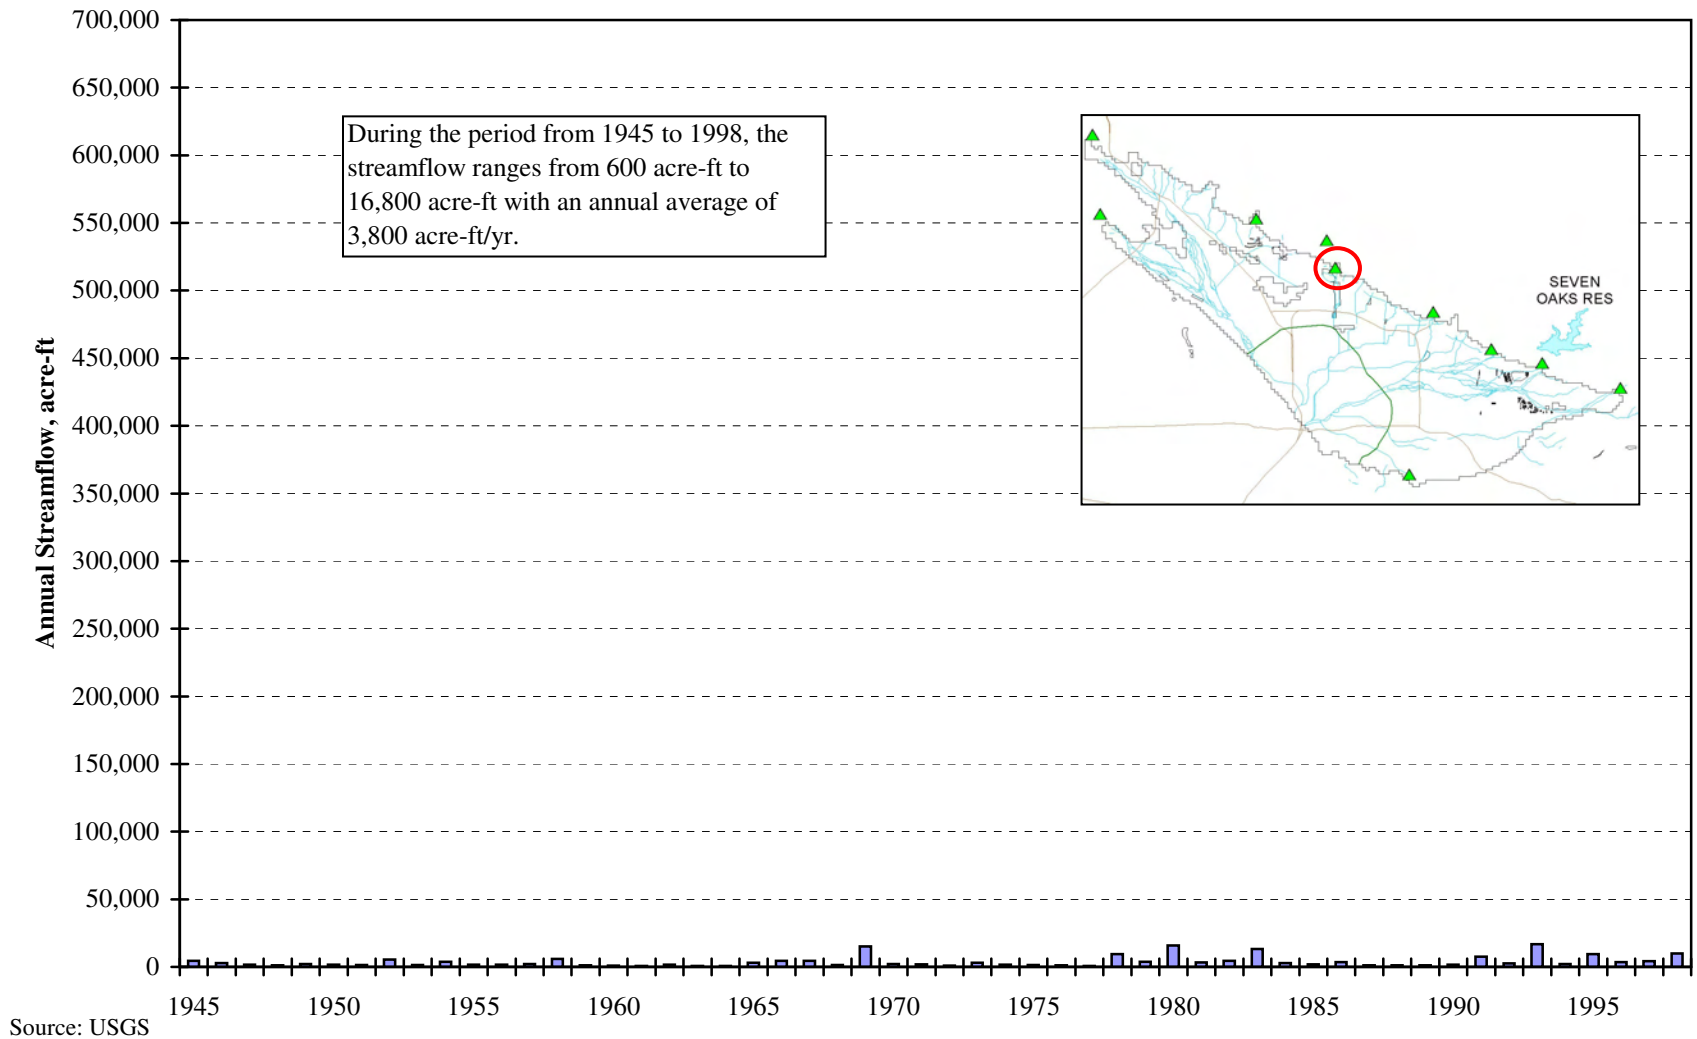 700,000
650,000
600,000
550,000
500,000
450,000
400,000
350,000
300,000
250,000
200,000
150,000
100,000
50,000
0
Annual Streamflow, acre-ft
During the period from 1945 to 1998, the
streamflow ranges from 600 acre-ft to
16,800 acre-ft with an annual average of
3,800 acre-ft/yr.
SEVEN
OAKS RES
1945 1950 1955 1960 1965 1970 1975 1980 1985 1990 1995
Source: USGS